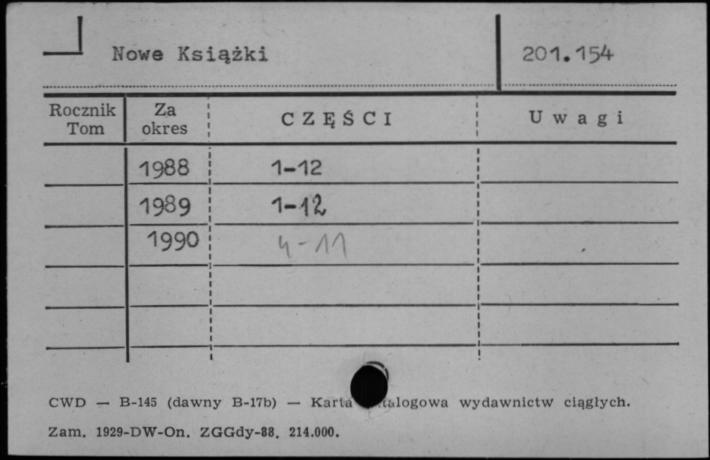 Nowe Książki 201.154
Rocznik Tom Za okres CZĘŚCI Uwagi
1988 1-12
1989 1-12
1990 4-11
CWD — B-145 (dawny B-17b) — Karta wydawnictw ciągłych.
Zam. 1929-DW-On. ZGGdy-88. 214.000.